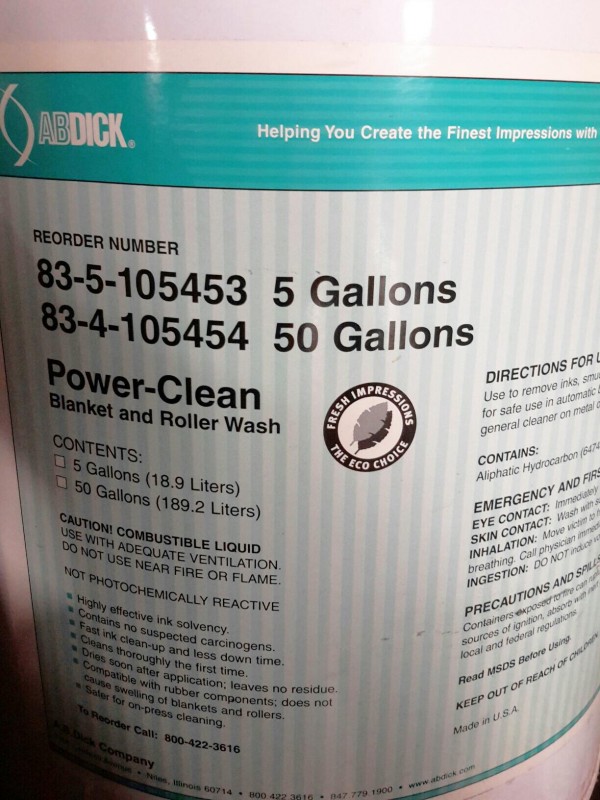 ABDICK®
Helping You Create the Finest Impressions with
REORDER NUMBER
83-5-105453 5 Gallons
83-4-105454 50 Gallons
Power-Clean
Blanket and Roller Wash
FRESH IMPRESSIONS
THE ECO CHOICE
CONTENTS:
5 Gallons (18.9 Liters)
50 Gallons (189.2 Liters)
CAUTION! COMBUSTIBLE LIQUID
USE WITH ADEQUATE VENTILATION.
DO NOT USE NEAR FIRE OR FLAME.
NOT PHOTOCHEMICALLY REACTIVE
Highly effective ink solvency.
Contains no suspected carcinogens.
Fast ink clean-up and less down time.
Cleans thoroughly the first time.
Dries soon after application; leaves no residue.
Compatible with rubber components; does not
cause swelling of blankets and rollers.
Safer for on-press cleaning.
To Reorder Call: 800-422-3616
A.B.Dick Company
Niles, Illinois 60714 • 800 422 3616 • 847 779 1900 • www.abdick.com
DIRECTIONS FOR
Use to remove inks,
for safe use in automatic
general cleaner on metal
CONTAINS:
Aliphatic Hydrocarbon (6474
EMERGENCY AND
EYE CONTACT: Immediately
SKIN CONTACT: Wash with
INHALATION: Move victim to
breathing. Call physician
INGESTION: DO NOT induce
PRECAUTIONS AND SPILLS
Containers exposed to fire can
sources of ignition, absorb with
local and federal regulations.
Read MSDS Before Using.
KEEP OUT OF REACH OF CHILDREN
Made in U.S.A.